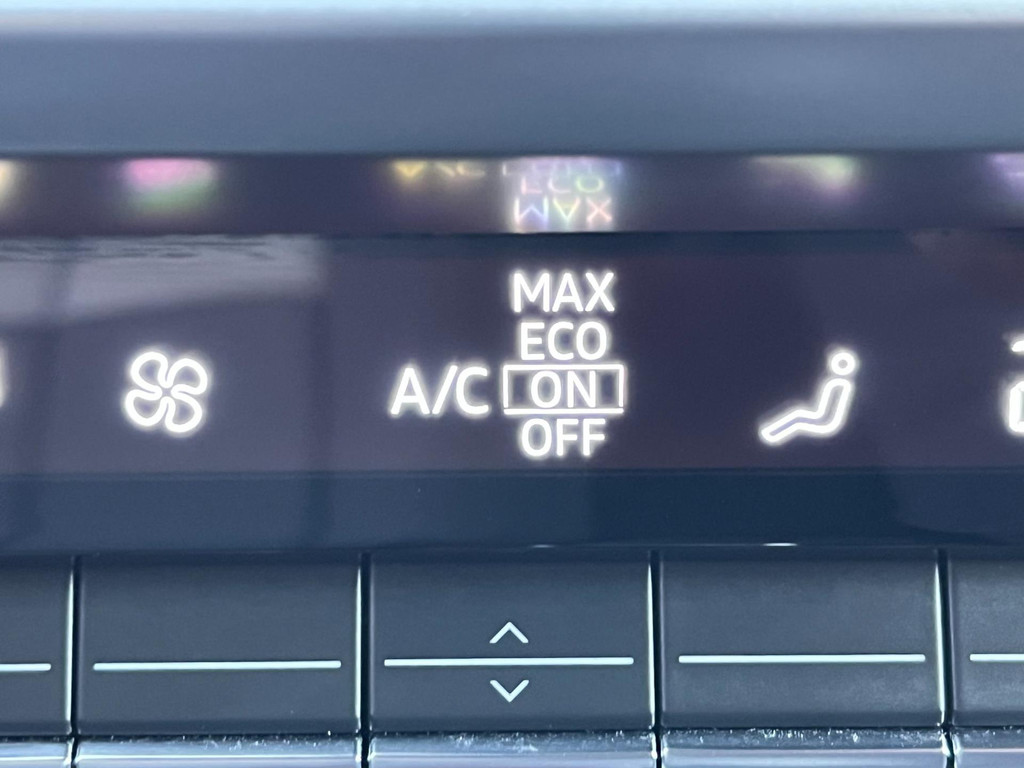 MAX
ECO
A/C ON
OFF